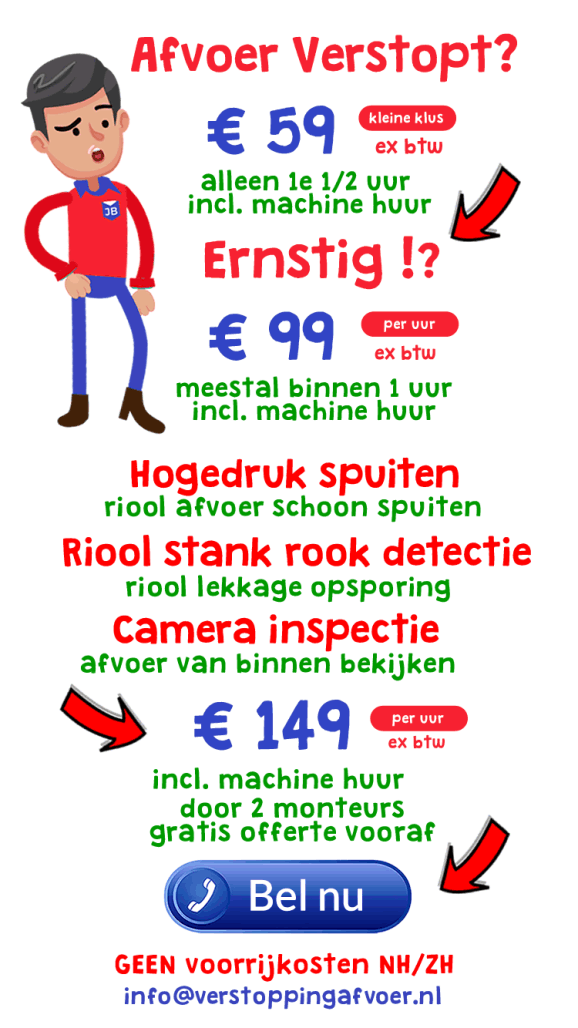 Afvoer Verstopt?
€ 59 kleine klus
ex btw
alleen 1e 1/2 uur
incl. machine huur
JB
Ernstig !?
€ 99 per uur
ex btw
meestal binnen 1 uur
incl. machine huur
Hogedruk spuiten
riool afvoer schoon spuiten
Riool stank rook detectie
riool lekkage opsporing
Camera inspectie
afvoer van binnen bekijken
€ 149 per uur
ex btw
incl. machine huur
door 2 monteurs
gratis offerte vooraf
Bel nu
GEEN voorrijkosten NH/ZH
info@verstoppingafvoer.nl